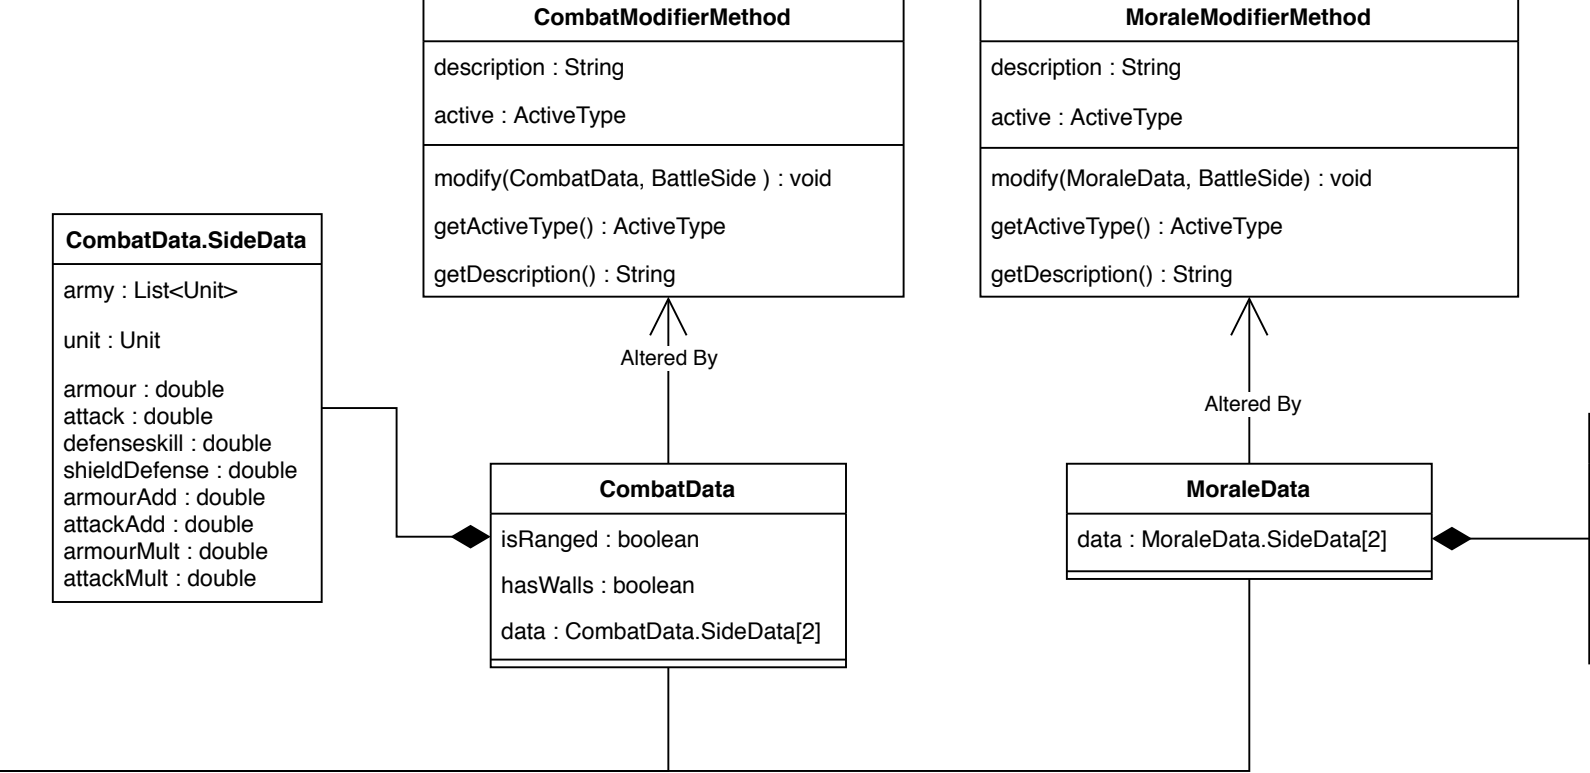 CombatModifierMethod
description : String
active : ActiveType
modify(CombatData, BattleSide ) : void
getActiveType() : ActiveType
getDescription() : String
MoraleModifierMethod
description : String
active : ActiveType
modify(MoraleData, BattleSide) : void
getActiveType() : ActiveType
getDescription() : String
CombatData.SideData
army : List<Unit>
unit : Unit
armour : double
attack : double
defenseskill : double
shieldDefense : double
armourAdd : double
attackAdd : double
armourMult : double
attackMult : double
Altered By
Altered By
CombatData
isRanged : boolean
hasWalls : boolean
data : CombatData.SideData[2]
MoraleData
data : MoraleData.SideData[2]